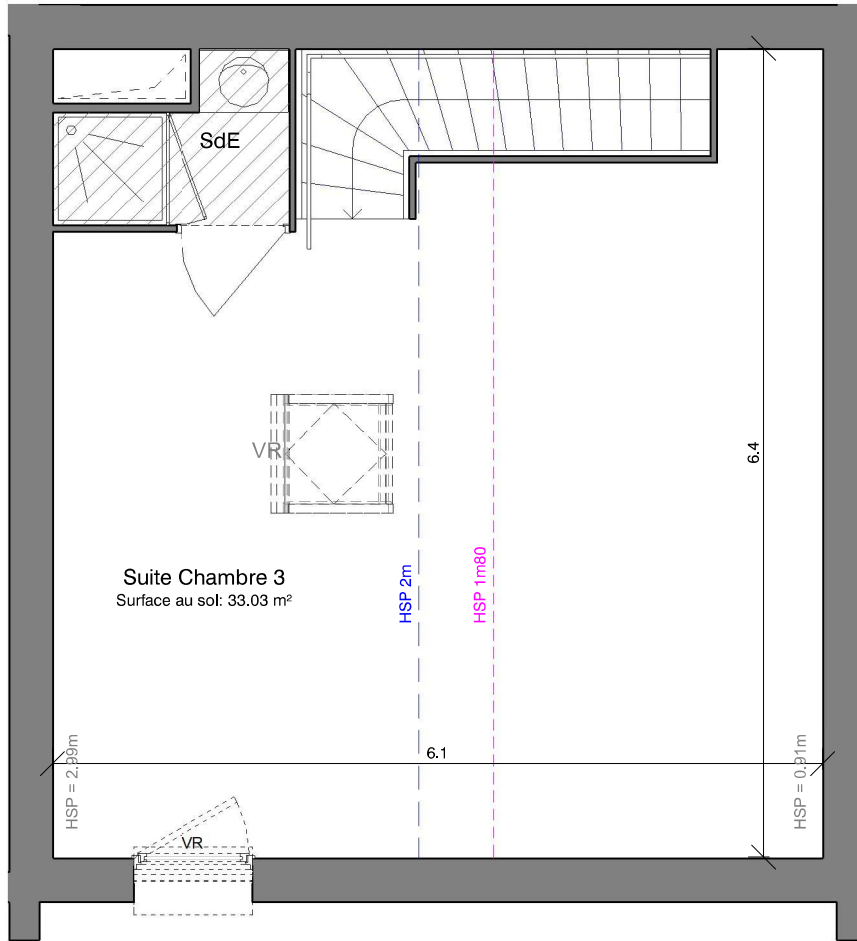 SdE
VR
6.4
HSP 2m
HSP 1m80
Suite Chambre 3
Surface au sol: 33.03 m²
6.1
HSP = 2.99m
HSP = 0.91m
VR